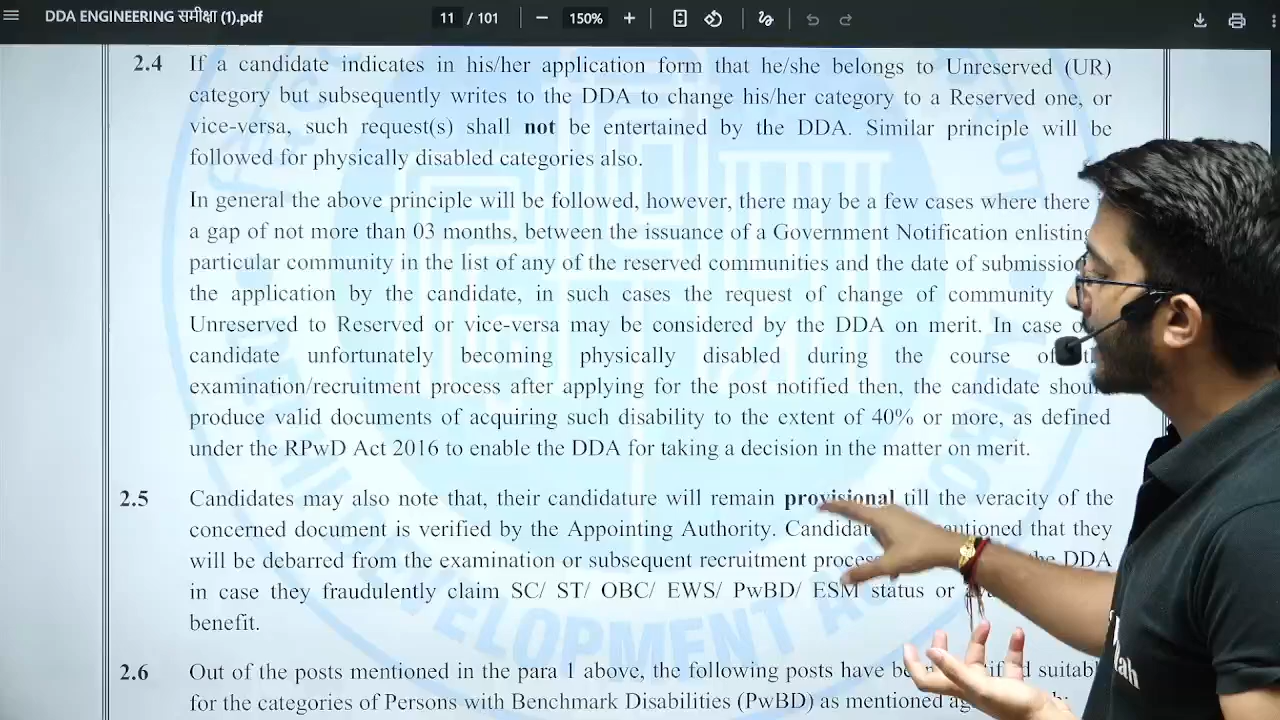 DDA ENGINEERING समीक्षा (1).pdf
11 / 101
150%
2.4 If a candidate indicates in his/her application form that he/she belongs to Unreserved (UR)
category but subsequently writes to the DDA to change his/her category to a Reserved one, or
vice-versa, such request(s) shall not be entertained by the DDA. Similar principle will be
followed for physically disabled categories also.
In general the above principle will be followed, however, there may be a few cases where there
a gap of not more than 03 months, between the issuance of a Government Notification enlisting
particular community in the list of any of the reserved communities and the date of
the application by the candidate, in such cases the request of change of community
Unreserved to Reserved or vice-versa may be considered by the DDA on merit. In case
candidate unfortunately becoming physically disabled during the course of
examination/recruitment process after applying for the post notified then, the candidate
produce valid documents of acquiring such disability to the extent of 40% or more, as defined
under the RPwD Act 2016 to enable the DDA for taking a decision in the matter on merit.
2.5 Candidates may also note that, their candidature will remain provisional till the veracity of the
concerned document is verified by the Appointing Authority. that they
will be debarred from the examination or subsequent recruitment DDA
in case they fraudulently claim SC/ ST/ OBC/ EWS/ PwBD/ ESM status or
benefit.
2.6 Out of the posts mentioned in the para 1 above, the following posts have
for the categories of Persons with Benchmark Disabilities (PwBD) as mentioned
DEVELOPMENT